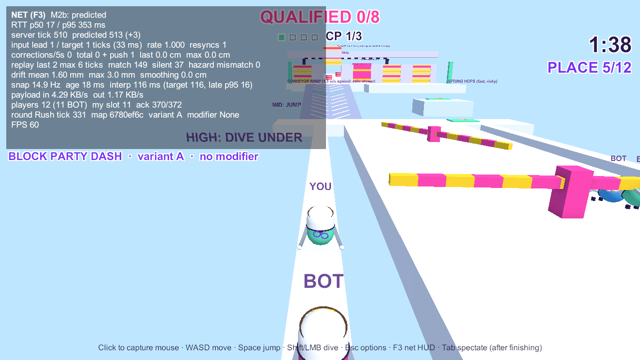 NET (F3) M2b: predicted
RTT p50 17 / p95 353 ms
server tick 510 predicted 513 (+3)
input lead 1 / target 1 ticks (33 ms) rate 1.000 resyncs 1
corrections/5s 0 total 0 + push 1 last 0.0 cm max 0.0 cm
replay last 2 max 6 ticks match 149 silent 37 hazard mismatch 0
drift mean 1.60 mm max 3.0 mm smoothing 0.0 cm
snap 14.9 Hz age 18 ms interp 116 ms (target 116, late p95 16)
payload in 4.29 KB/s out 1.17 KB/s
players 12 (11 BOT) my slot 11 ack 370/372
round Rush tick 331 map 6780ef6c variant A modifier None
FPS 60
QUALIFIED 0/8
CP 1/3
1:38
PLACE 5/12
MID: JUMP
HIGH: DIVE UNDER
BLOCK PARTY DASH · variant A · no modifier
BOT
YOU
BOT
Click to capture mouse · WASD move · Space jump · Shift/LMB dive · Esc options · F3 net HUD · Tab spectate (after finishing)